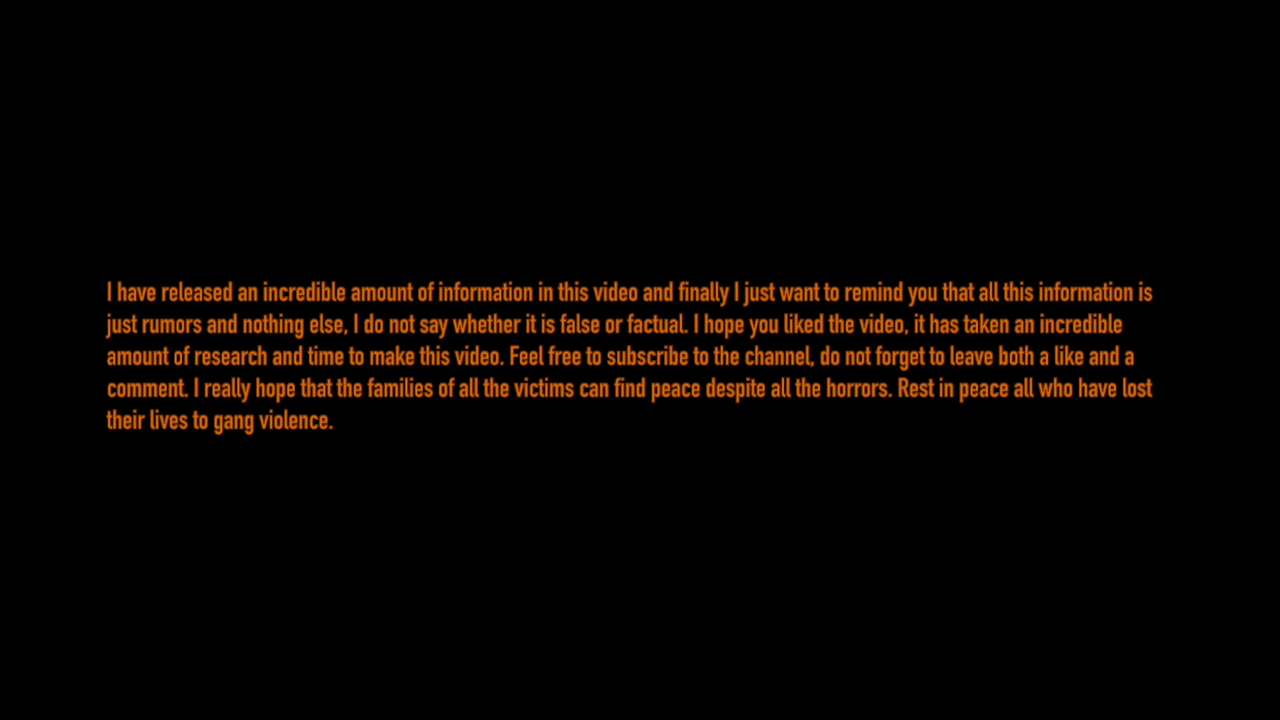 I have released an incredible amount of information in this video and finally I just want to remind you that all this information is
just rumors and nothing else, I do not say whether it is false or factual. I hope you liked the video, it has taken an incredible
amount of research and time to make this video. Feel free to subscribe to the channel, do not forget to leave both a like and a
comment. I really hope that the families of all the victims can find peace despite all the horrors. Rest in peace all who have lost
their lives to gang violence.